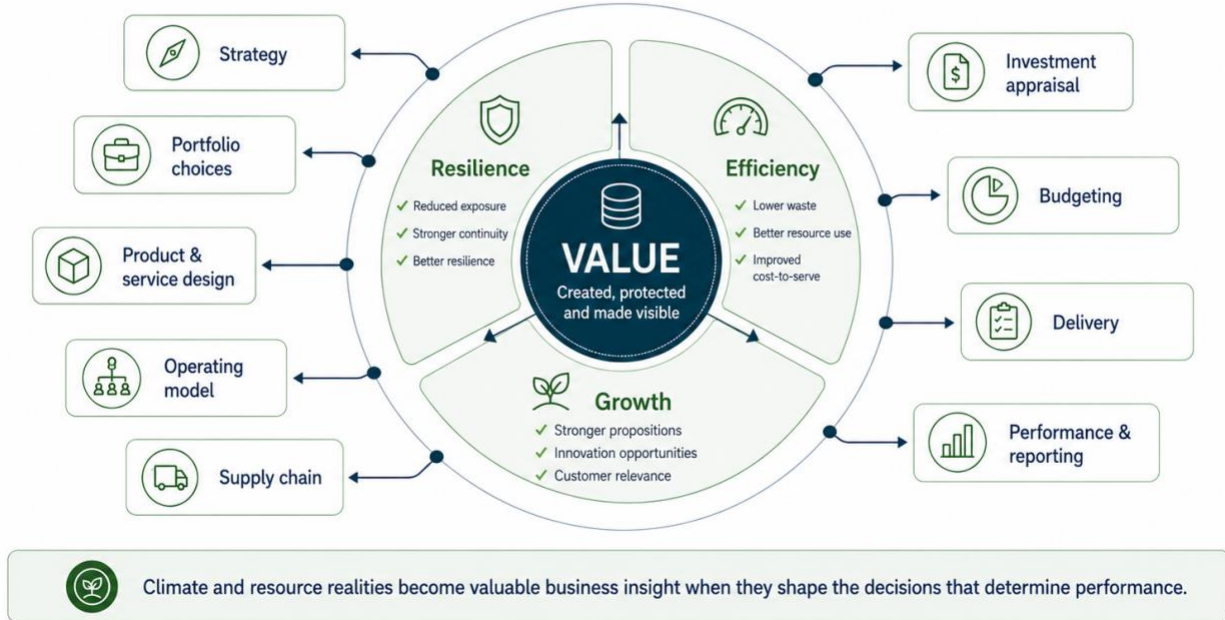 Strategy
Portfolio
choices
Product &
service design
Operating
model
Supply chain
Resilience
Reduced exposure
Stronger continuity
Better resilience
Efficiency
Lower waste
Better resource use
Improved
cost-to-serve
VALUE
Created, protected
and made visible
Growth
Stronger propositions
Innovation opportunities
Customer relevance
$
Investment
appraisal
Budgeting
Delivery
Performance &
reporting
Climate and resource realities become valuable business insight when they shape the decisions that determine performance.